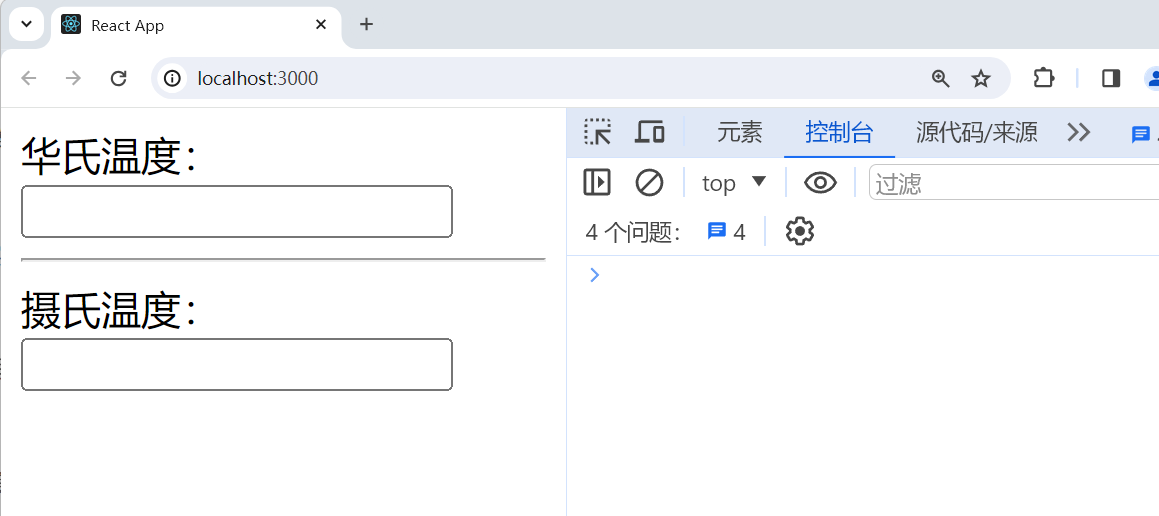 React App
localhost:3000
华氏温度：
摄氏温度：
元素 控制台 源代码/来源
top 过滤
4 个问题： 4